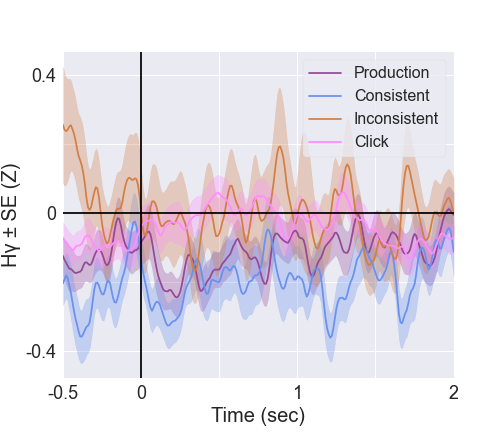 Production
Consistent
Inconsistent
Click
0.4
0
-0.4
Hγ ± SE (Z)
-0.5 0 1 2
Time (sec)